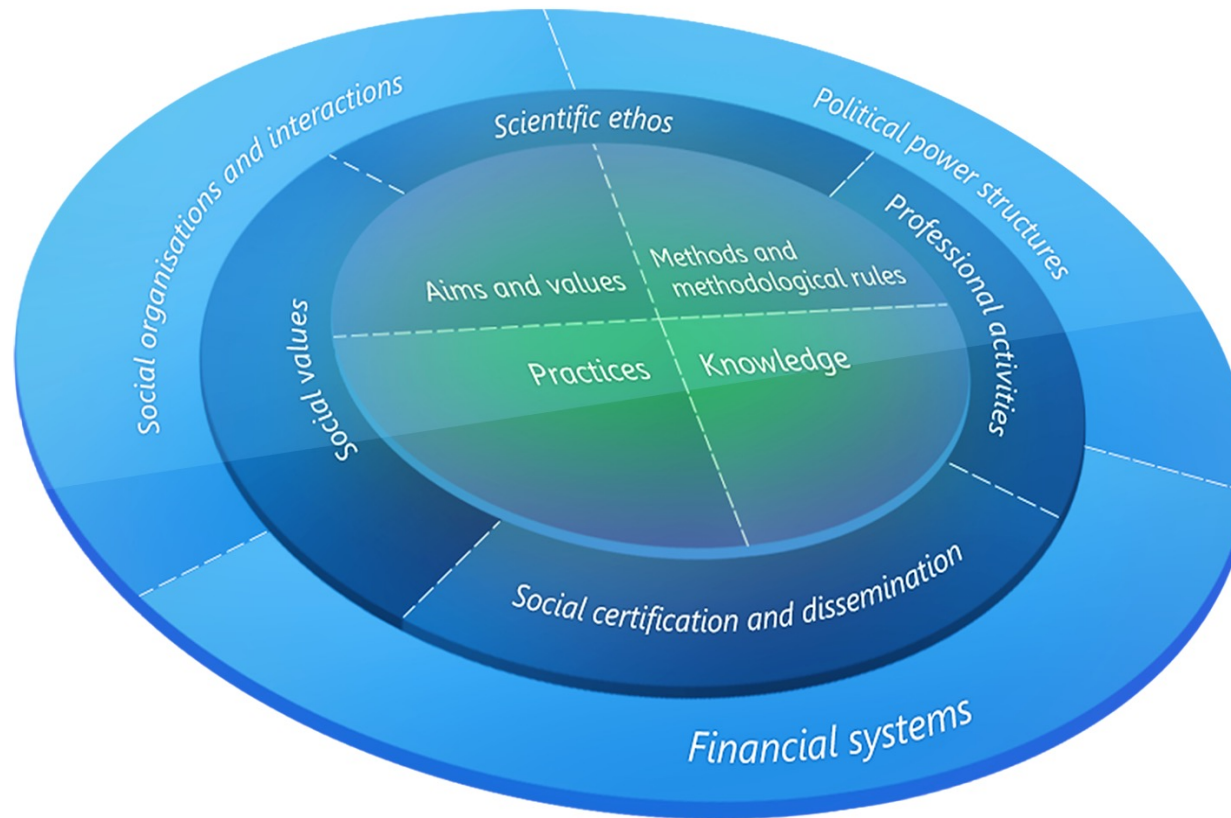 Social organisations and interactions
Political power structures
Scientific ethos
Professional activities
Social values
Aims and values
Methods and
methodological rules
Practices
Knowledge
Social certification and dissemination
Financial systems